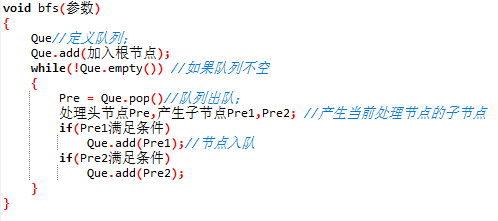 void bfs(参数)
{
Que//定义队列;
Que.add(加入根节点);
while(!Que.empty()) //如果队列不空
{
Pre = Que.pop()//队列出队;
处理头节点Pre,产生子节点Pre1,Pre2; //产生当前处理节点的子节点
if(Pre1满足条件)
Que.add(Pre1);//节点入队
if(Pre2满足条件)
Que.add(Pre2);
}
}